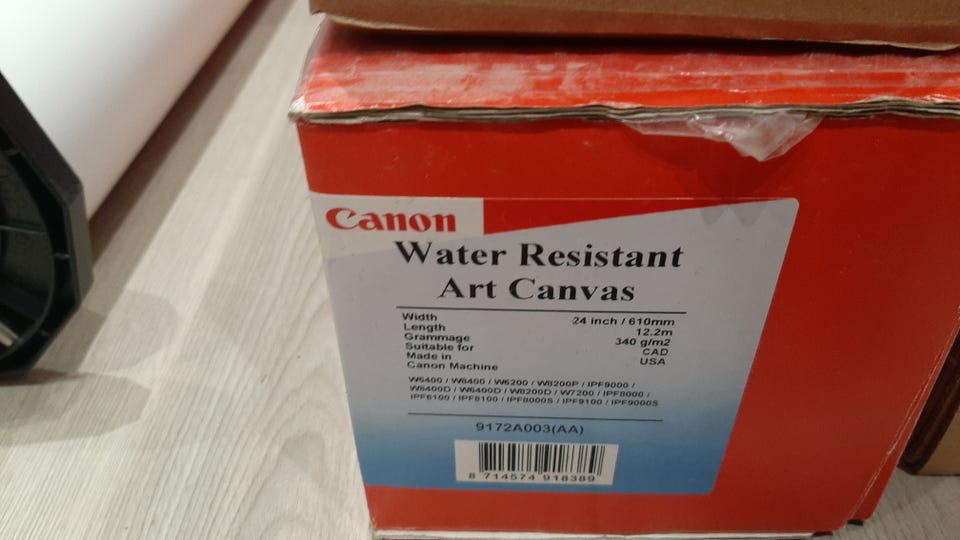 Canon
Water Resistant
Art Canvas
Width 24 inch / 610mm
Length 12.2m
Grammage 340 g/m2
Suitable for CAD
Made in USA
Canon Machine
W6400 / W8400 / W6200 / W8200P / IPF9000 /
W8400D / W6400D / W8200D / W7200 / IPF8000 /
IPF6100 / IPF8100 / IPF8000S / IPF9100 / IPF9000S
9172A003(AA)
8 714574 918389